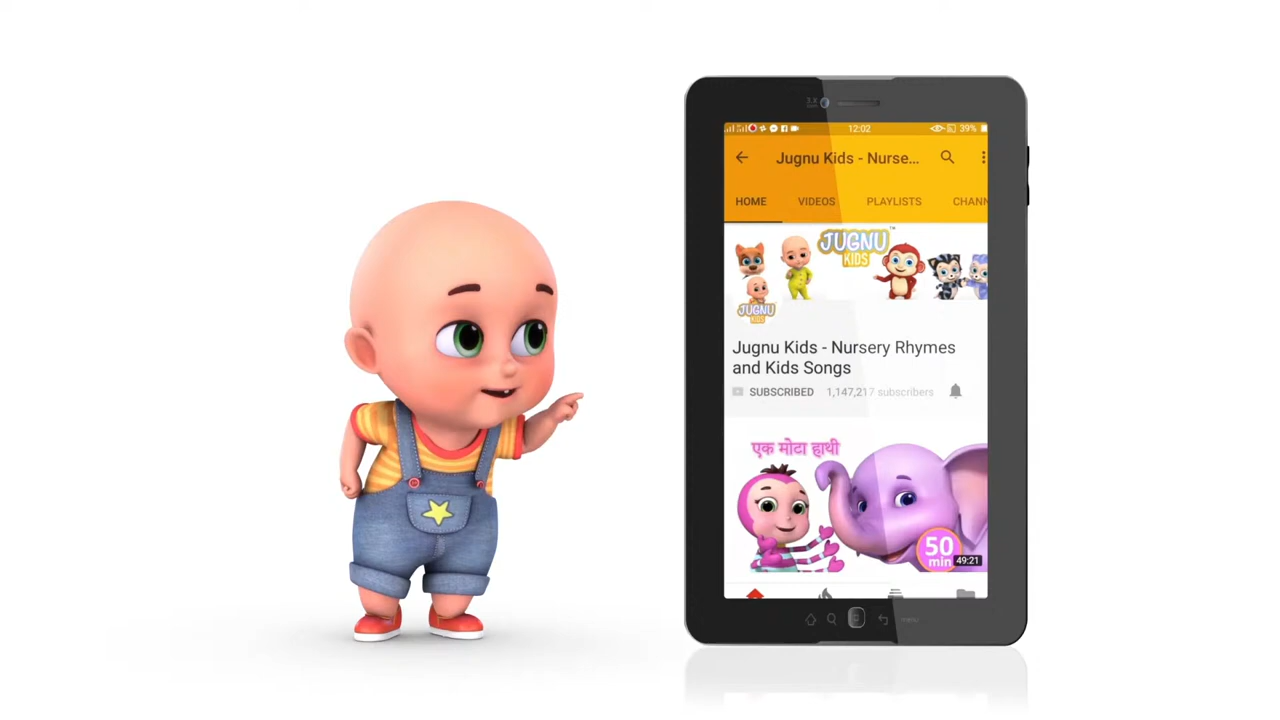 12:02
39%
Jugnu Kids - Nurse...
HOME VIDEOS PLAYLISTS CHANN
JUGNU
KIDS
™
JUGNU
KIDS
Jugnu Kids - Nursery Rhymes
and Kids Songs
SUBSCRIBED 1,147,217 subscribers
एक मोटा हाथी
50
min
49:21